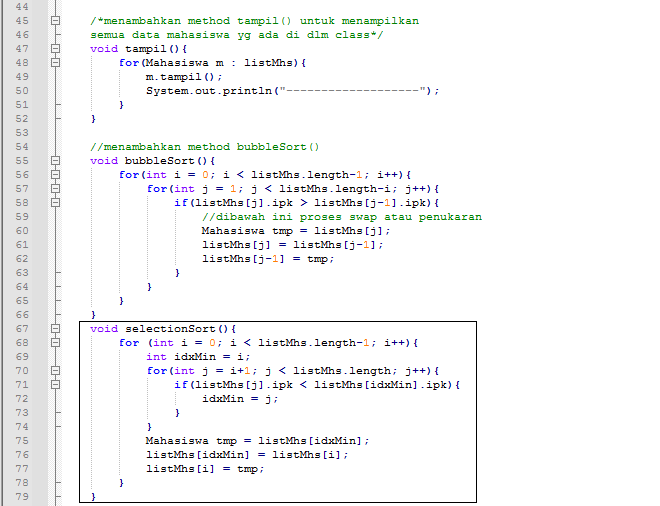 44
45 /*menambahkan method tampil() untuk menampilkan
46 semua data mahasiswa yg ada di dlm class*/
47 void tampil(){
48 for(Mahasiswa m : listMhs){
49 m.tampil();
50 System.out.println("-------------------");
51 }
52 }
53
54 //menambahkan method bubbleSort()
55 void bubbleSort(){
56 for(int i = 0; i < listMhs.length-1; i++){
57 for(int j = 1; j < listMhs.length-i; j++){
58 if(listMhs[j].ipk > listMhs[j-1].ipk){
59 //dibawah ini proses swap atau penukaran
60 Mahasiswa tmp = listMhs[j];
61 listMhs[j] = listMhs[j-1];
62 listMhs[j-1] = tmp;
63 }
64 }
65 }
66 }
67 void selectionSort(){
68 for (int i = 0; i < listMhs.length-1; i++){
69 int idxMin = i;
70 for(int j = i+1; j < listMhs.length; j++){
71 if(listMhs[j].ipk < listMhs[idxMin].ipk){
72 idxMin = j;
73 }
74 }
75 Mahasiswa tmp = listMhs[idxMin];
76 listMhs[idxMin] = listMhs[i];
77 listMhs[i] = tmp;
78 }
79 }